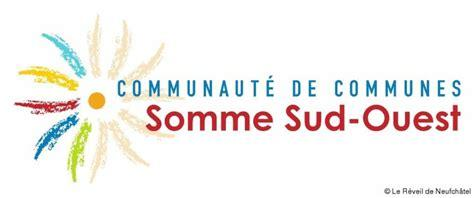 COMMUNAUTÉ DE COMMUNES
Somme Sud-Ouest
© Le Réveil de Neufchâtel